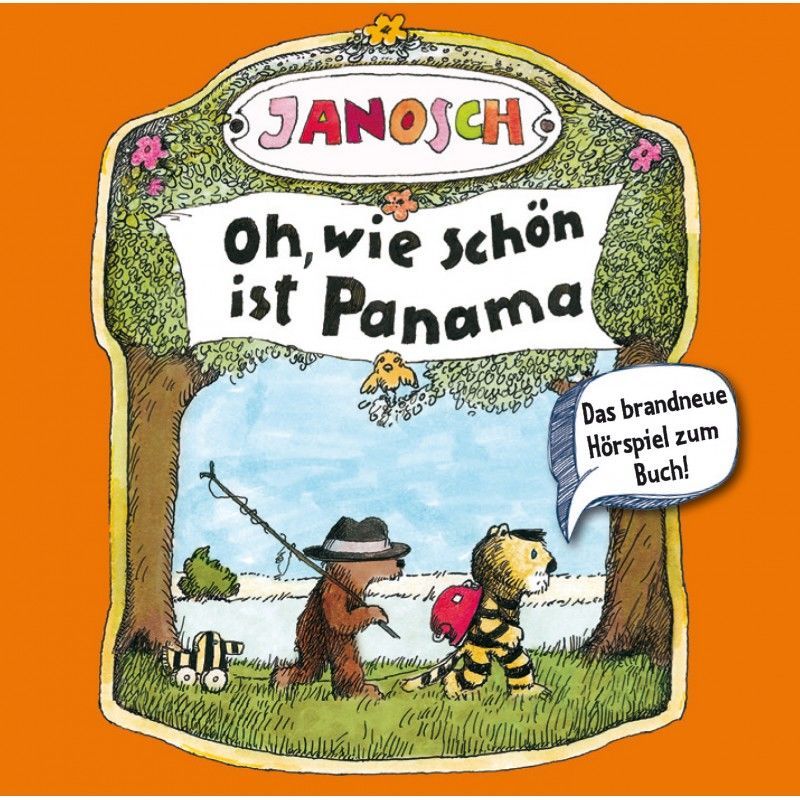 JANOSCH
Oh, wie schön
ist Panama
Das brandneue
Hörspiel zum
Buch!